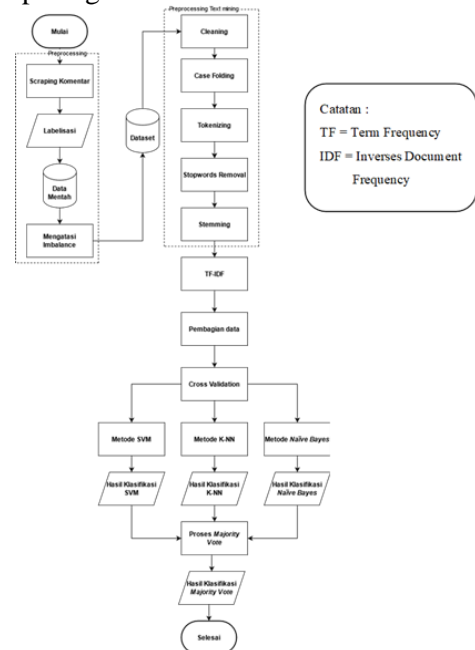 Mulai
Preprocessing
Scraping Komentar
Labelisasi
Data
Mentah
Mengatasi
Imbalance
Dataset
Preprocessing Text mining
Cleaning
Case Folding
Tokenizing
Stopwords Removal
Stemming
Catatan :
TF = Term Frequency
IDF = Inverses Document
Frequency
TF-IDF
Pembagian data
Cross Validation
Metode SVM
Metode K-NN
Metode Naïve Bayes
Hasil Klasifikasi
SVM
Hasil Klasifikasi
K-NN
Hasil Klasifikasi
Naïve Bayes
Proses Majority
Vote
Hasil Klasifikasi
Majority Vote
Selesai